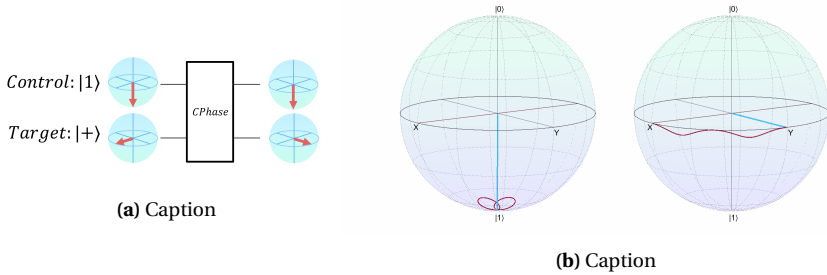 Control: |1⟩
Target: |+⟩
CPhase
(a) Caption
|0⟩
X
Y
|1⟩
|0⟩
X
Y
|1⟩
(b) Caption